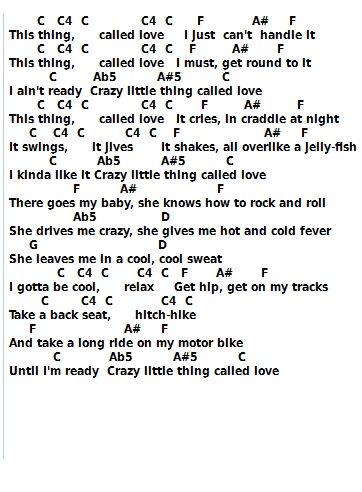 C C4 C C4 C F A# F
This thing, called love I just can't handle it
C C4 C C4 C F A# F
This thing, called love I must, get round to it
C Ab5 A#5 C
I ain't ready Crazy little thing called love
C C4 C C4 C F A# F
This thing, called love It cries, in craddle at night
C C4 C C4 C F A# F
It swings, It jives It shakes, all overlike a jelly-fish
C Ab5 A#5 C
I kinda like it Crazy little thing called love
F A# F
There goes my baby, she knows how to rock and roll
Ab5 D
She drives me crazy, she gives me hot and cold fever
G D
She leaves me in a cool, cool sweat
C C4 C C4 C F A# F
I gotta be cool, relax Get hip, get on my tracks
C C4 C C4 C
Take a back seat, hitch-hike
F A# F
And take a long ride on my motor bike
C Ab5 A#5 C
Until I'm ready Crazy little thing called love